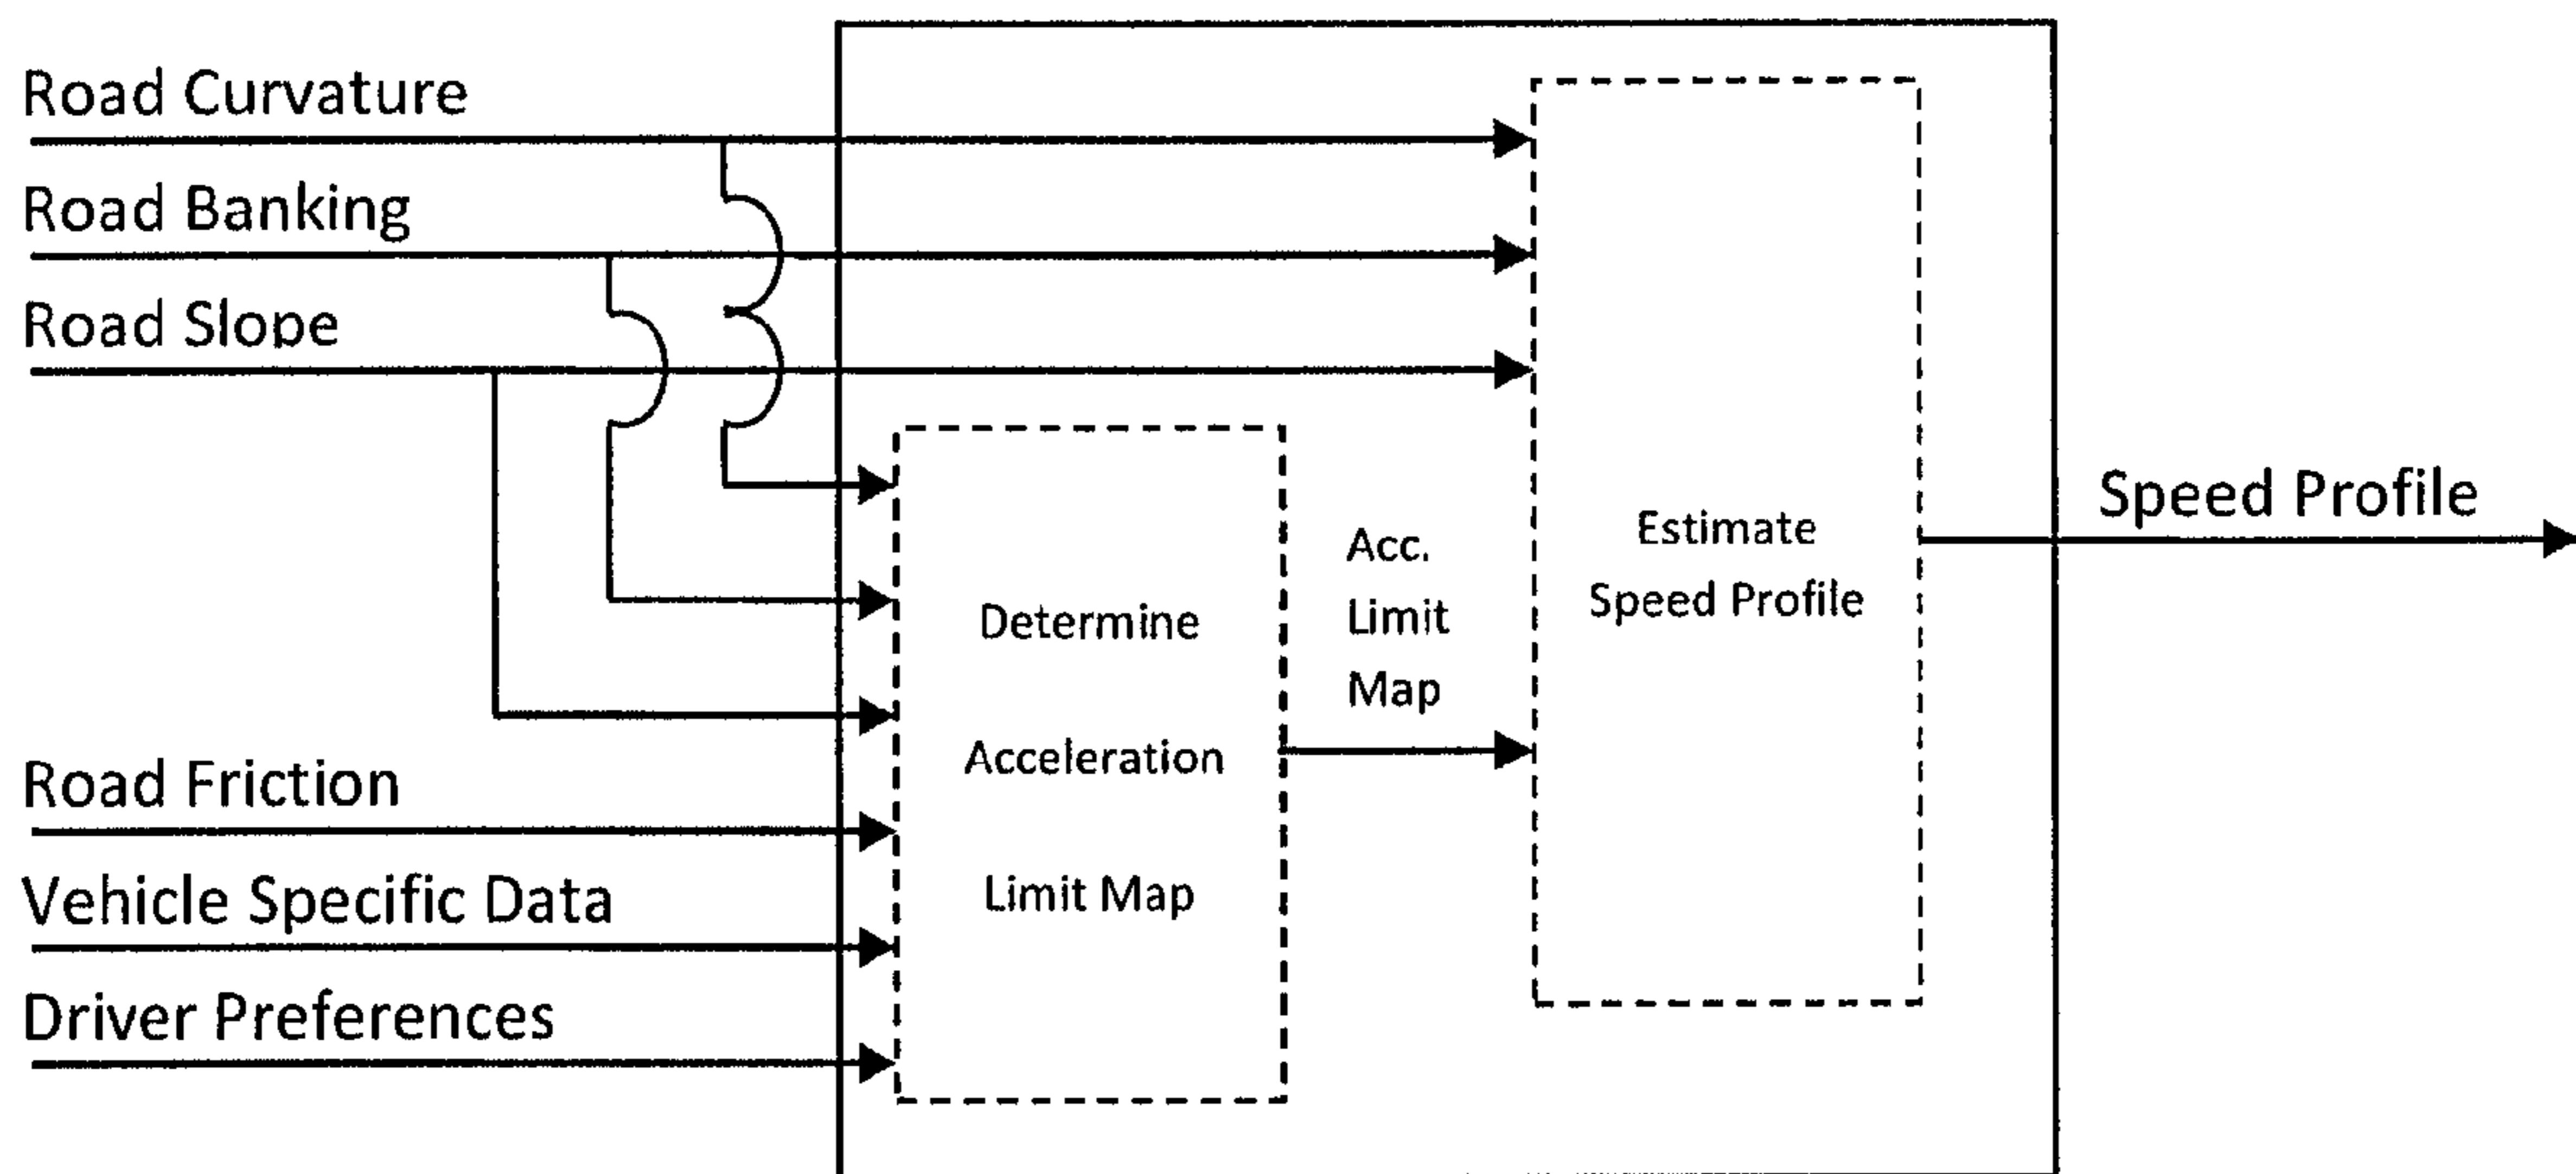 Road Curvature
Road Banking
Road Slope
Road Friction
Vehicle Specific Data
Driver Preferences
Determine
Acceleration
Limit Map
Acc.
Limit
Map
Estimate
Speed Profile
Speed Profile